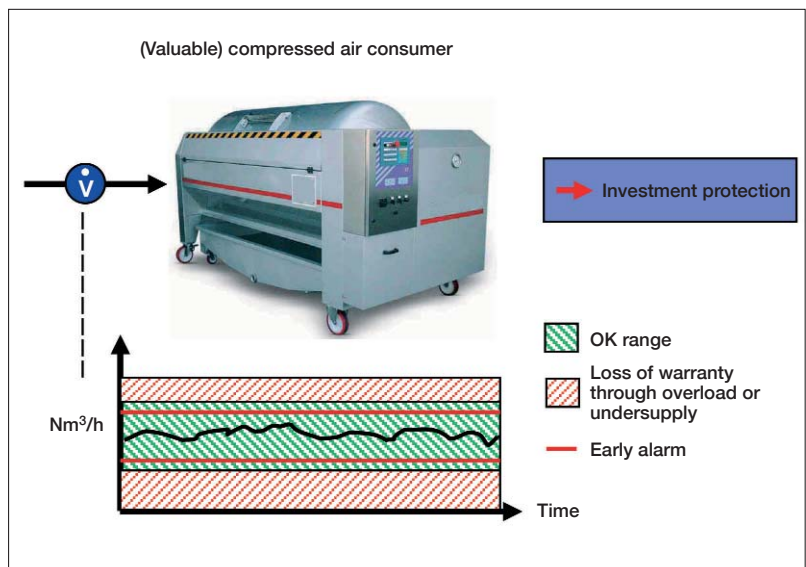 (Valuable) compressed air consumer
V̇
Investment protection
OK range
Loss of warranty
through overload or
undersupply
Early alarm
Nm³/h
Time